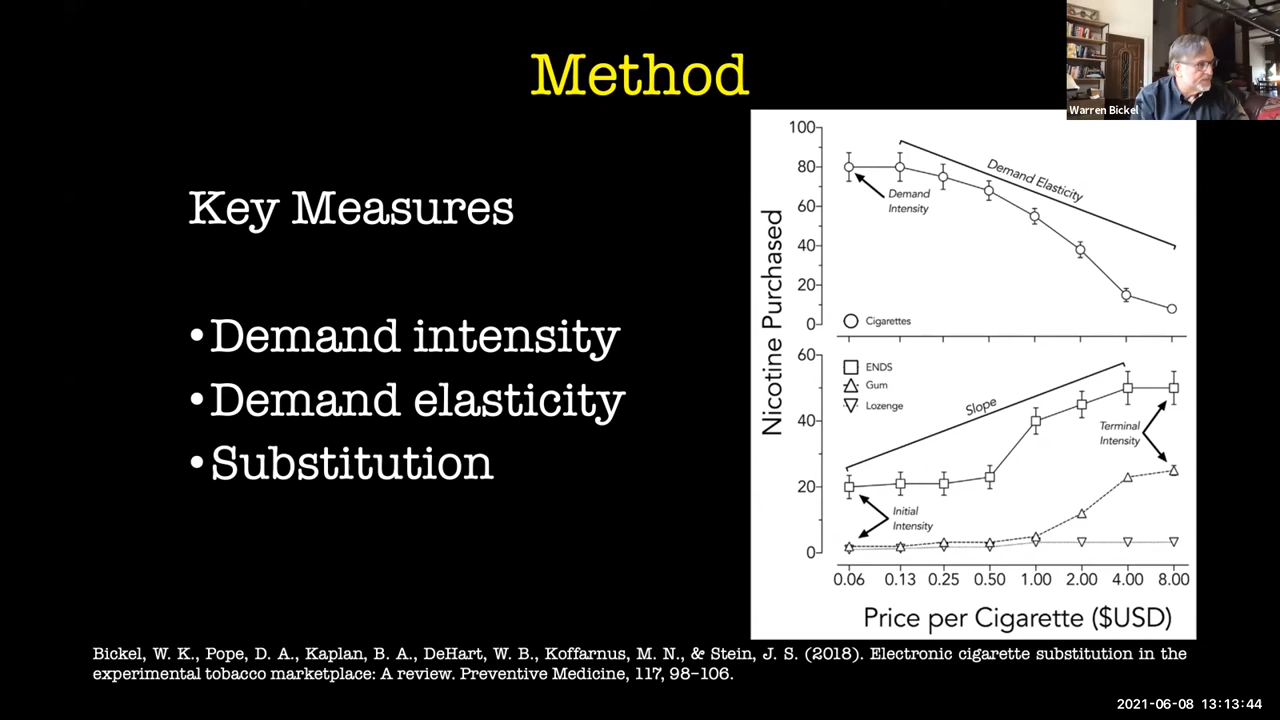 Method
Warren Bickel
Key Measures
•Demand intensity
•Demand elasticity
•Substitution
Nicotine Purchased
100
80
60
40
20
0
Demand Elasticity
Demand
Intensity
Cigarettes
60
40
20
0
ENDS
Gum
Lozenge
Slope
Terminal
Intensity
Initial
Intensity
0.06 0.13 0.25 0.50 1.00 2.00 4.00 8.00
Price per Cigarette ($USD)
Bickel, W. K., Pope, D. A., Kaplan, B. A., DeHart, W. B., Koffarnus, M. N., & Stein, J. S. (2018). Electronic cigarette substitution in the
experimental tobacco marketplace: A review. Preventive Medicine, 117, 98–106.
2021-06-08 13:13:44